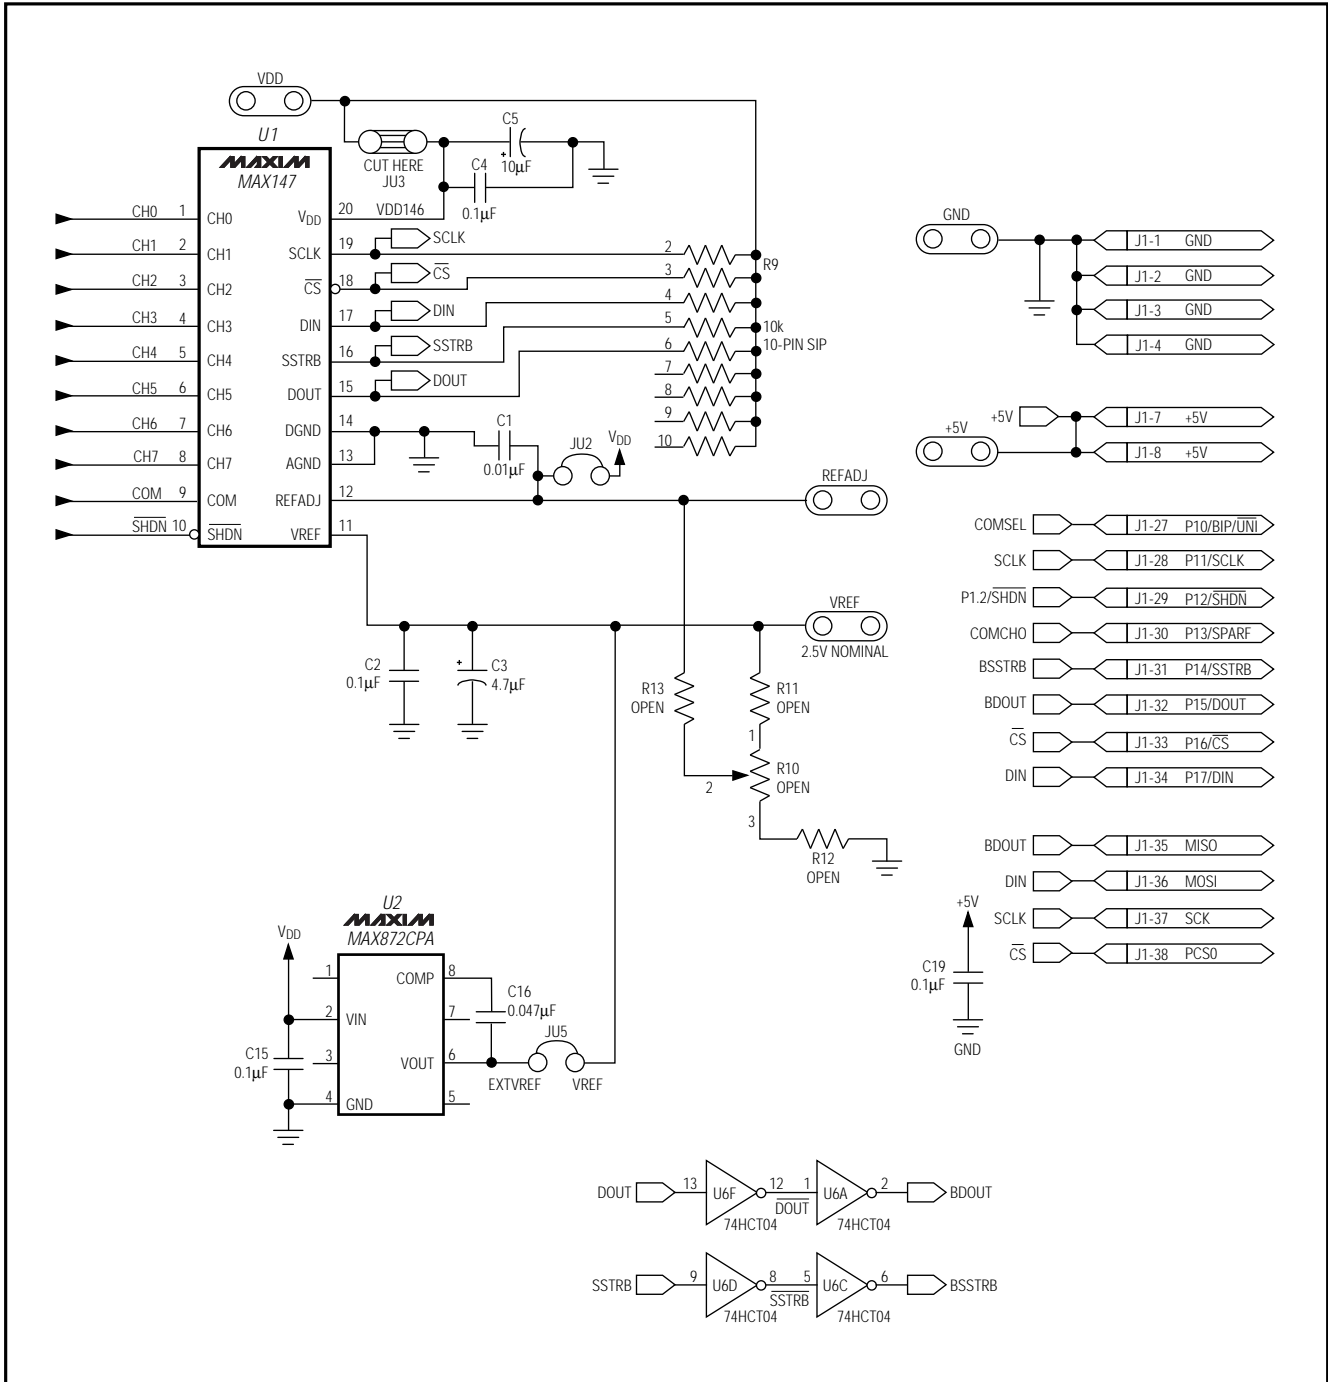 VDD
U1
MAXIM
MAX147
CUT HERE
JU3
C5
10µF
C4
0.1µF
CH0 1 CH0
CH1 2 CH1
CH2 3 CH2
CH3 4 CH3
CH4 5 CH4
CH5 6 CH5
CH6 7 CH6
CH7 8 CH7
COM 9 COM
SHDN 10 SHDN
VDD 20 VDD146
SCLK 19 SCLK
CS 18 CS
DIN 17 DIN
SSTRB 16 SSTRB
DOUT 15 DOUT
DGND 14
AGND 13
REFADJ 12
VREF 11
2
3
4
5
6
7
8
9
10
R9
10k
10-PIN SIP
C1
0.01µF
JU2
VDD
REFADJ
VREF
2.5V NOMINAL
C2
0.1µF
C3
4.7µF
R13
OPEN
R11
OPEN
1
R10
OPEN
2
3
R12
OPEN
GND
J1-1 GND
J1-2 GND
J1-3 GND
J1-4 GND
+5V J1-7 +5V
+5V
J1-8 +5V
COMSEL J1-27 P10/BIP/UNI
SCLK J1-28 P11/SCLK
P1.2/SHDN J1-29 P12/SHDN
COMCHO J1-30 P13/SPARF
BSSTRB J1-31 P14/SSTRB
BDOUT J1-32 P15/DOUT
CS J1-33 P16/CS
DIN J1-34 P17/DIN
BDOUT J1-35 MISO
DIN J1-36 MOSI
SCLK J1-37 SCK
CS J1-38 PCS0
+5V
C19
0.1µF
GND
U2
MAXIM
MAX872CPA
VDD
1
2 VIN
3
4 GND
COMP 8
7
VOUT 6
5
C15
0.1µF
C16
0.047µF
JU5
EXTVREF VREF
DOUT 13 U6F 12 1 U6A 2 BDOUT
DOUT
74HCT04 74HCT04
SSTRB 9 U6D 8 5 U6C 6 BSSTRB
SSTRB
74HCT04 74HCT04